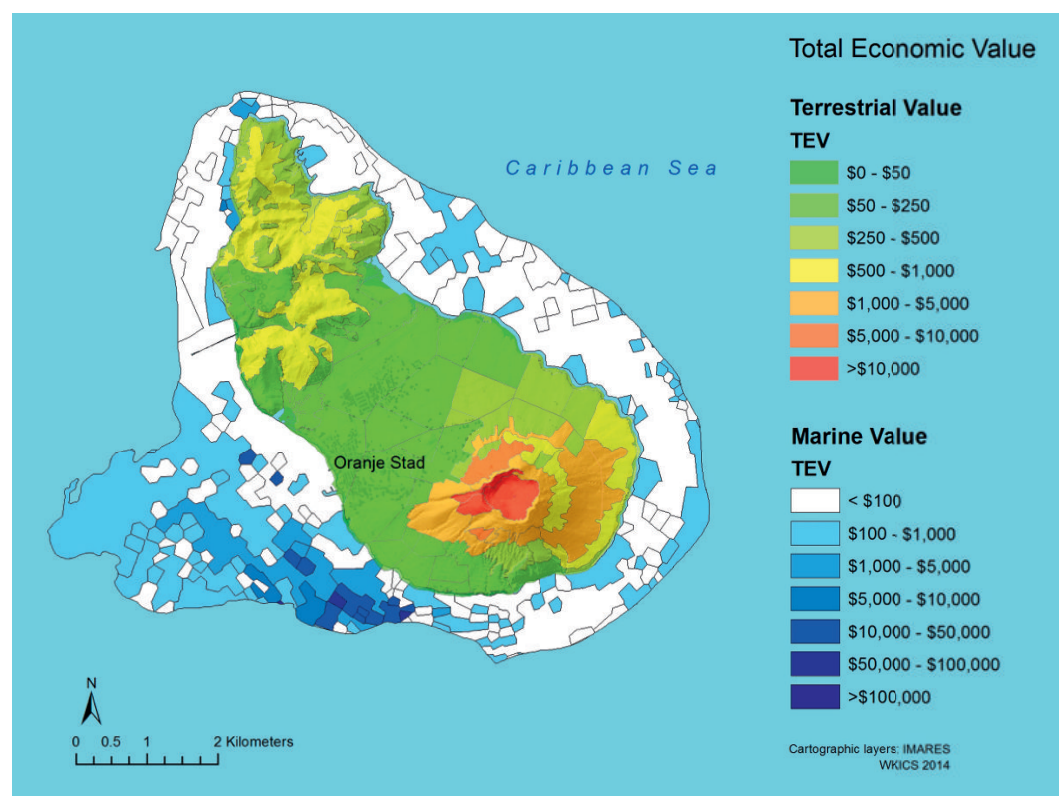 Total Economic Value
Terrestrial Value
TEV
$0 - $50
$50 - $250
$250 - $500
$500 - $1,000
$1,000 - $5,000
$5,000 - $10,000
>$10,000
Marine Value
TEV
< $100
$100 - $1,000
$1,000 - $5,000
$5,000 - $10,000
$10,000 - $50,000
$50,000 - $100,000
>$100,000
Caribbean Sea
Oranje Stad
N
0 0.5 1 2 Kilometers
Cartographic layers: IMARES
WKICS 2014